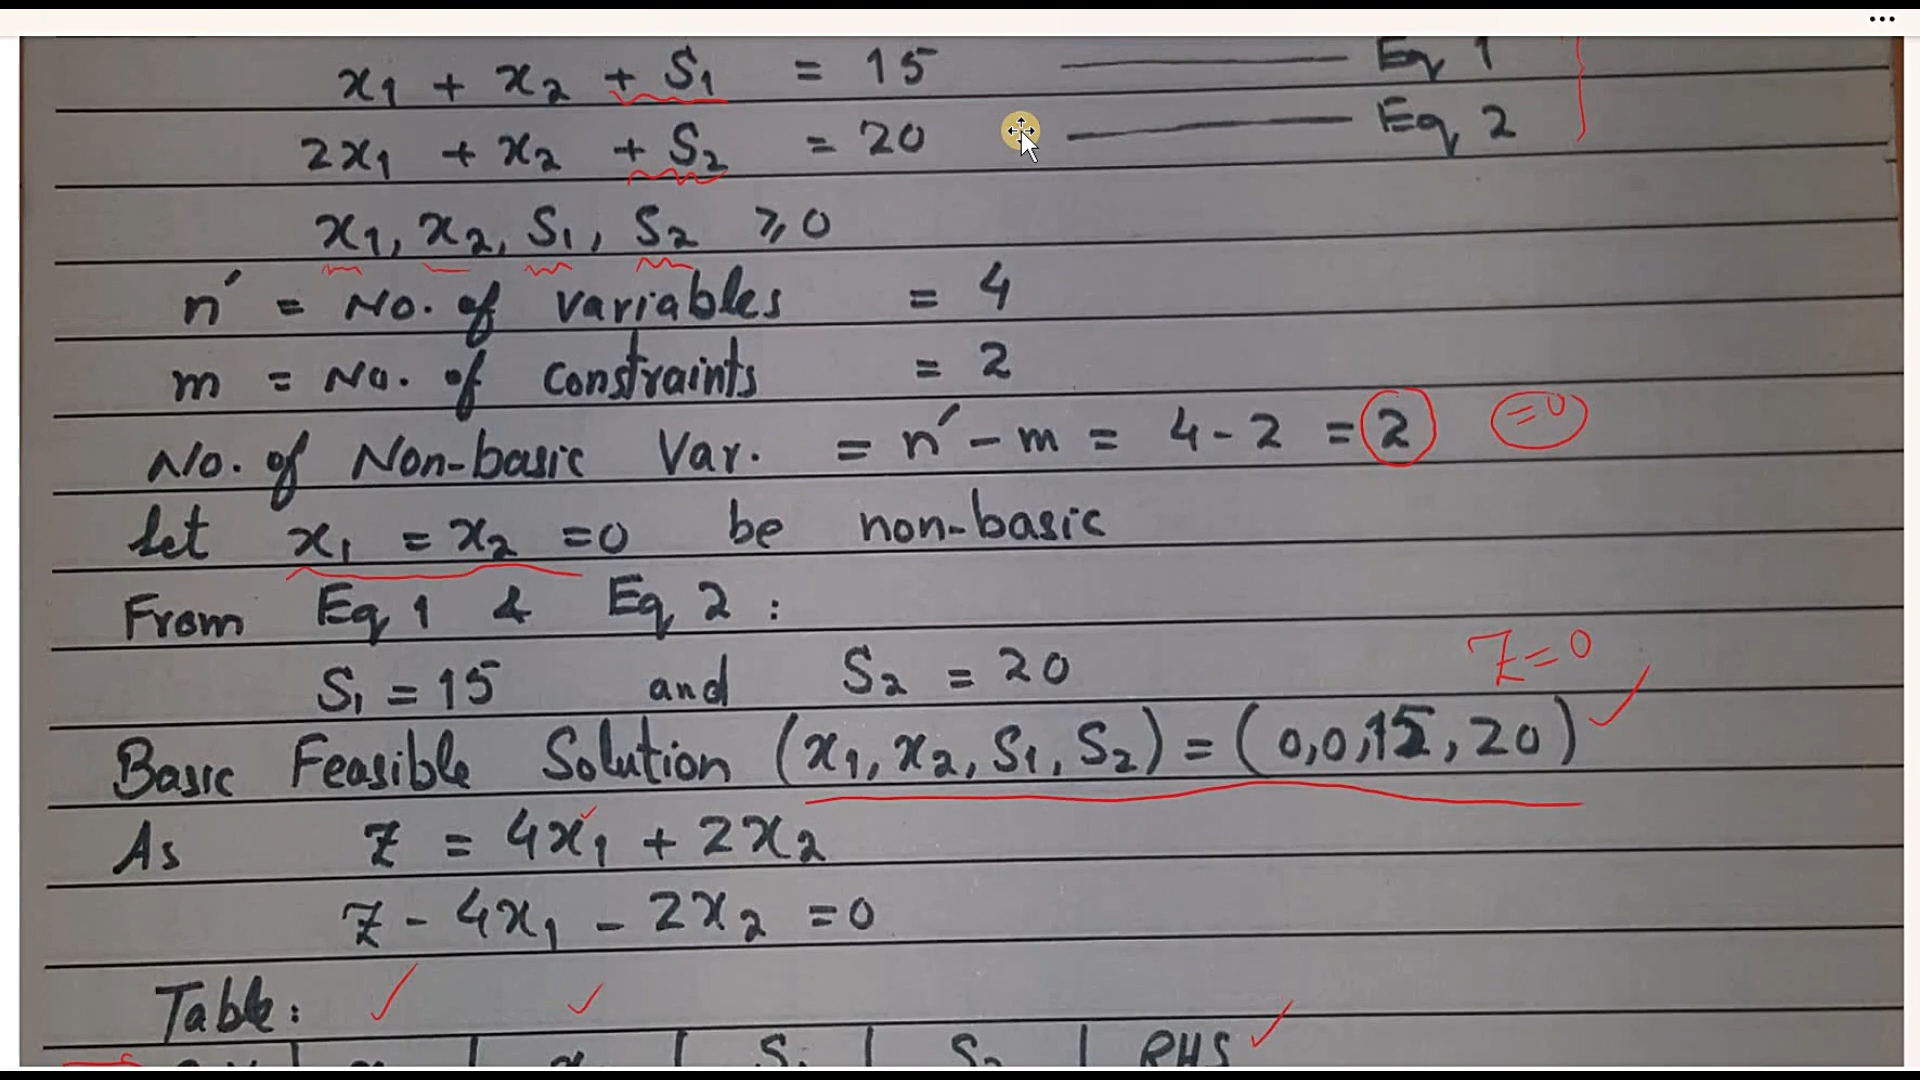 x₁ + x₂ + S₁ = 15 ——— Eq 1
2x₁ + x₂ + S₂ = 20 ——— Eq 2
x₁, x₂, S₁, S₂ ⩾ 0
n′ = No. of variables = 4
m = No. of constraints = 2
No. of Non-basic Var. = n′ - m = 4 - 2 = 2 = 0
Let x₁ = x₂ = 0 be non-basic
From Eq 1 & Eq 2 :
S₁ = 15 and S₂ = 20
Z = 0
Basic Feasible Solution (x₁, x₂, S₁, S₂) = (0,0,15,20)
As Z = 4x₁ + 2x₂
Z - 4x₁ - 2x₂ = 0
Table:
S₁ | S₂ | RHS